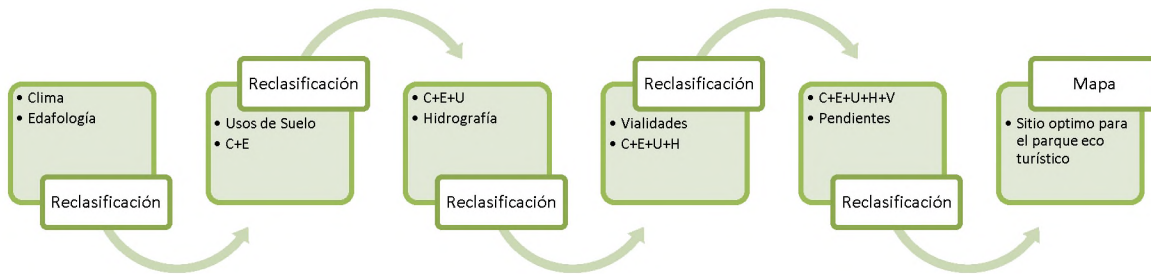 • Clima
• Edafología
Reclasificación
Reclasificación
• Usos de Suelo
• C+E
• C+E+U
• Hidrografía
Reclasificación
Reclasificación
• Vialidades
• C+E+U+H
• C+E+U+H+V
• Pendientes
Reclasificación
Mapa
• Sitio optimo para
el parque eco
turístico